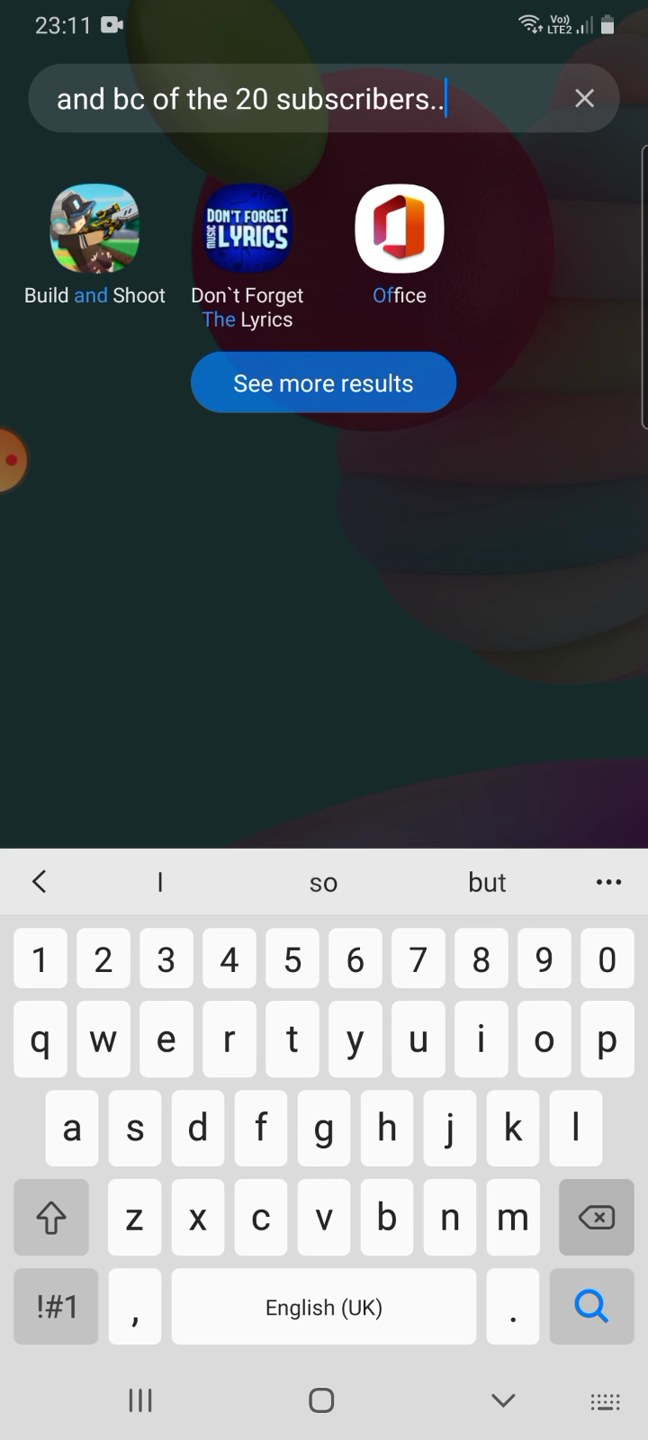 23:11
Vo)) LTE2
and bc of the 20 subscribers..
DON'T FORGET
MUSIC LYRICS
Build and Shoot
Don`t Forget The Lyrics
Office
See more results
I so but
1 2 3 4 5 6 7 8 9 0
q w e r t y u i o p
a s d f g h j k l
z x c v b n m
!#1 , English (UK) .